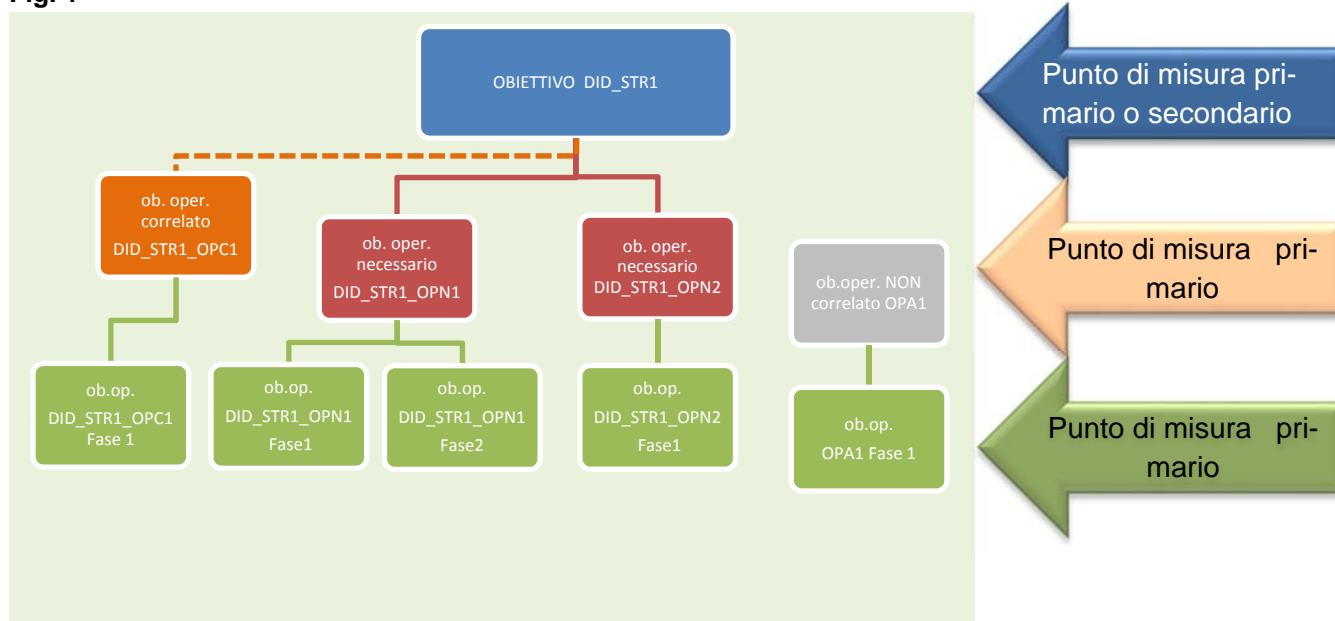 OBIETTIVO DID_STR1
Punto di misura pri-
mario o secondario
ob. oper.
correlato
DID_STR1_OPC1
ob. oper.
necessario
DID_STR1_OPN1
ob. oper.
necessario
DID_STR1_OPN2
ob.oper. NON
correlato OPA1
Punto di misura pri-
mario
ob.op.
DID_STR1_OPC1
Fase 1
ob.op.
DID_STR1_OPN1
Fase1
ob.op.
DID_STR1_OPN1
Fase2
ob.op.
DID_STR1_OPN2
Fase1
ob.op.
OPA1 Fase 1
Punto di misura pri-
mario